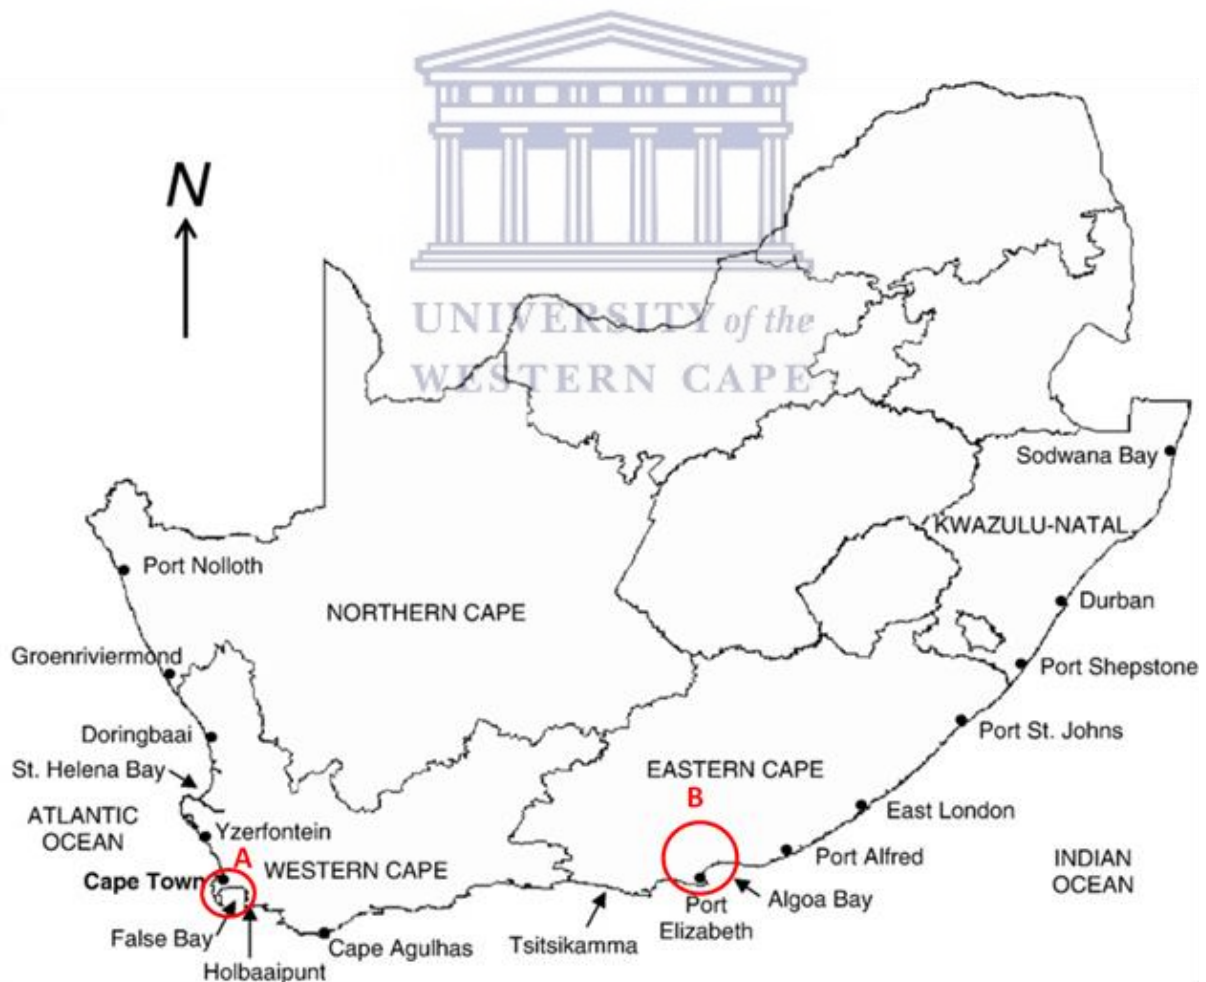 UNIVERSITY of the
WESTERN CAPE
N
Sodwana Bay
KWAZULU-NATAL
Port Nolloth
Durban
NORTHERN CAPE
Groenriviermond
Port Shepstone
Port St. Johns
Doringbaai
St. Helena Bay
EASTERN CAPE
B
ATLANTIC
OCEAN
East London
Yzerfontein
A
WESTERN CAPE
Port Alfred
INDIAN
OCEAN
Cape Town
Algoa Bay
Port
Elizabeth
False Bay
Tsitsikamma
Cape Agulhas
Holbaaipunt